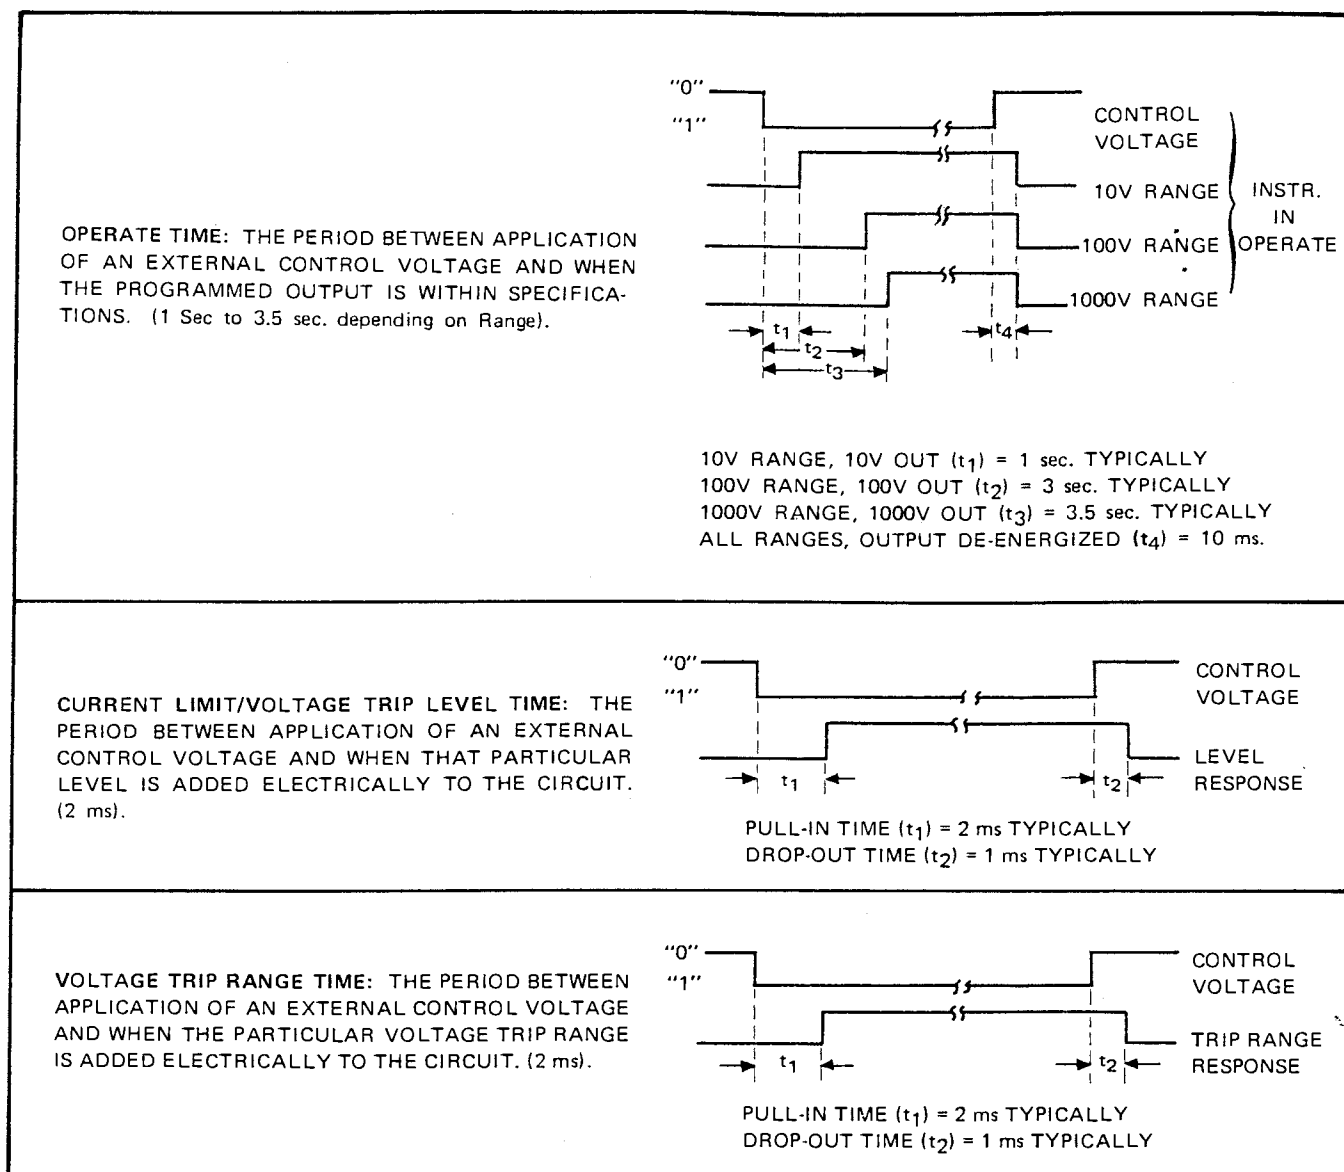 OPERATE TIME: THE PERIOD BETWEEN APPLICATION
OF AN EXTERNAL CONTROL VOLTAGE AND WHEN
THE PROGRAMMED OUTPUT IS WITHIN SPECIFICA-
TIONS. (1 Sec to 3.5 sec. depending on Range).
"0"
"1"
CONTROL
VOLTAGE
10V RANGE
100V RANGE
1000V RANGE
INSTR.
IN
OPERATE
t1
t4
t2
t3
10V RANGE, 10V OUT (t1) = 1 sec. TYPICALLY
100V RANGE, 100V OUT (t2) = 3 sec. TYPICALLY
1000V RANGE, 1000V OUT (t3) = 3.5 sec. TYPICALLY
ALL RANGES, OUTPUT DE-ENERGIZED (t4) = 10 ms.
CURRENT LIMIT/VOLTAGE TRIP LEVEL TIME: THE
PERIOD BETWEEN APPLICATION OF AN EXTERNAL
CONTROL VOLTAGE AND WHEN THAT PARTICULAR
LEVEL IS ADDED ELECTRICALLY TO THE CIRCUIT.
(2 ms).
"0"
"1"
CONTROL
VOLTAGE
LEVEL
RESPONSE
t1
t2
PULL-IN TIME (t1) = 2 ms TYPICALLY
DROP-OUT TIME (t2) = 1 ms TYPICALLY
VOLTAGE TRIP RANGE TIME: THE PERIOD BETWEEN
APPLICATION OF AN EXTERNAL CONTROL VOLTAGE
AND WHEN THE PARTICULAR VOLTAGE TRIP RANGE
IS ADDED ELECTRICALLY TO THE CIRCUIT. (2 ms).
"0"
"1"
CONTROL
VOLTAGE
TRIP RANGE
RESPONSE
t1
t2
PULL-IN TIME (t1) = 2 ms TYPICALLY
DROP-OUT TIME (t2) = 1 ms TYPICALLY